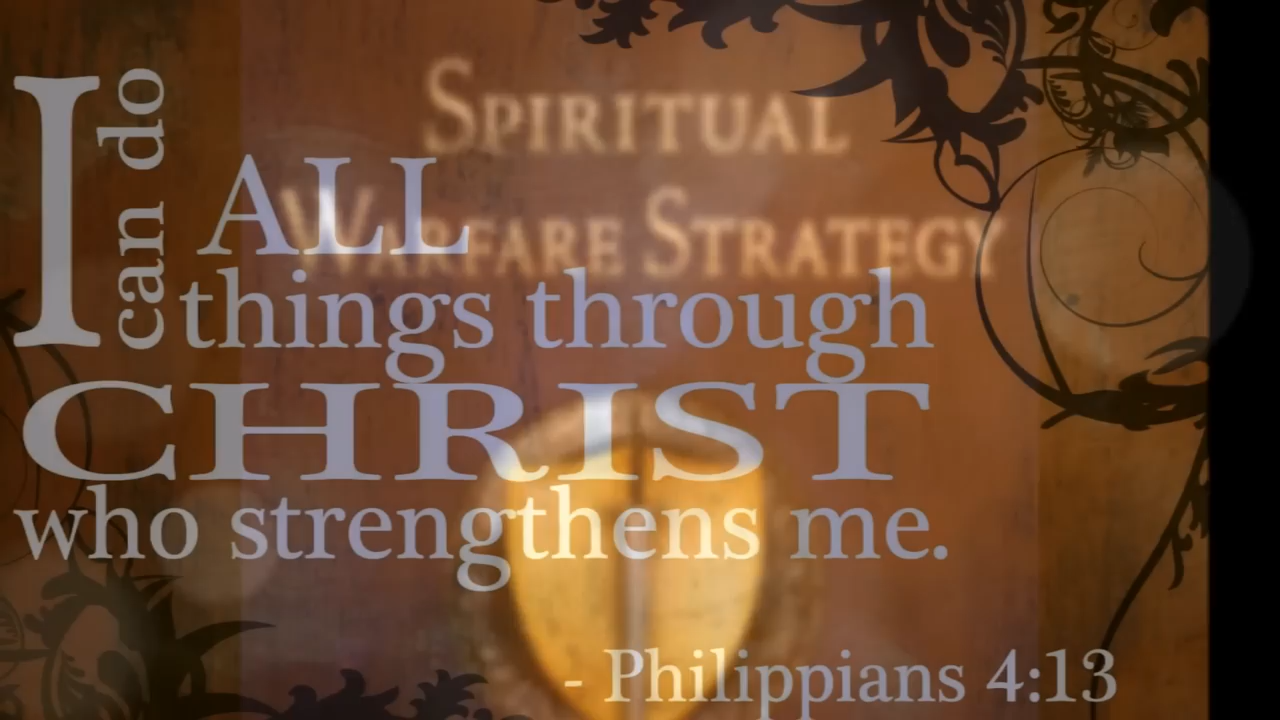 SPIRITUAL
WARFARE STRATEGY
I can do
ALL
things through
CHRIST
who strengthens me.
- Philippians 4:13